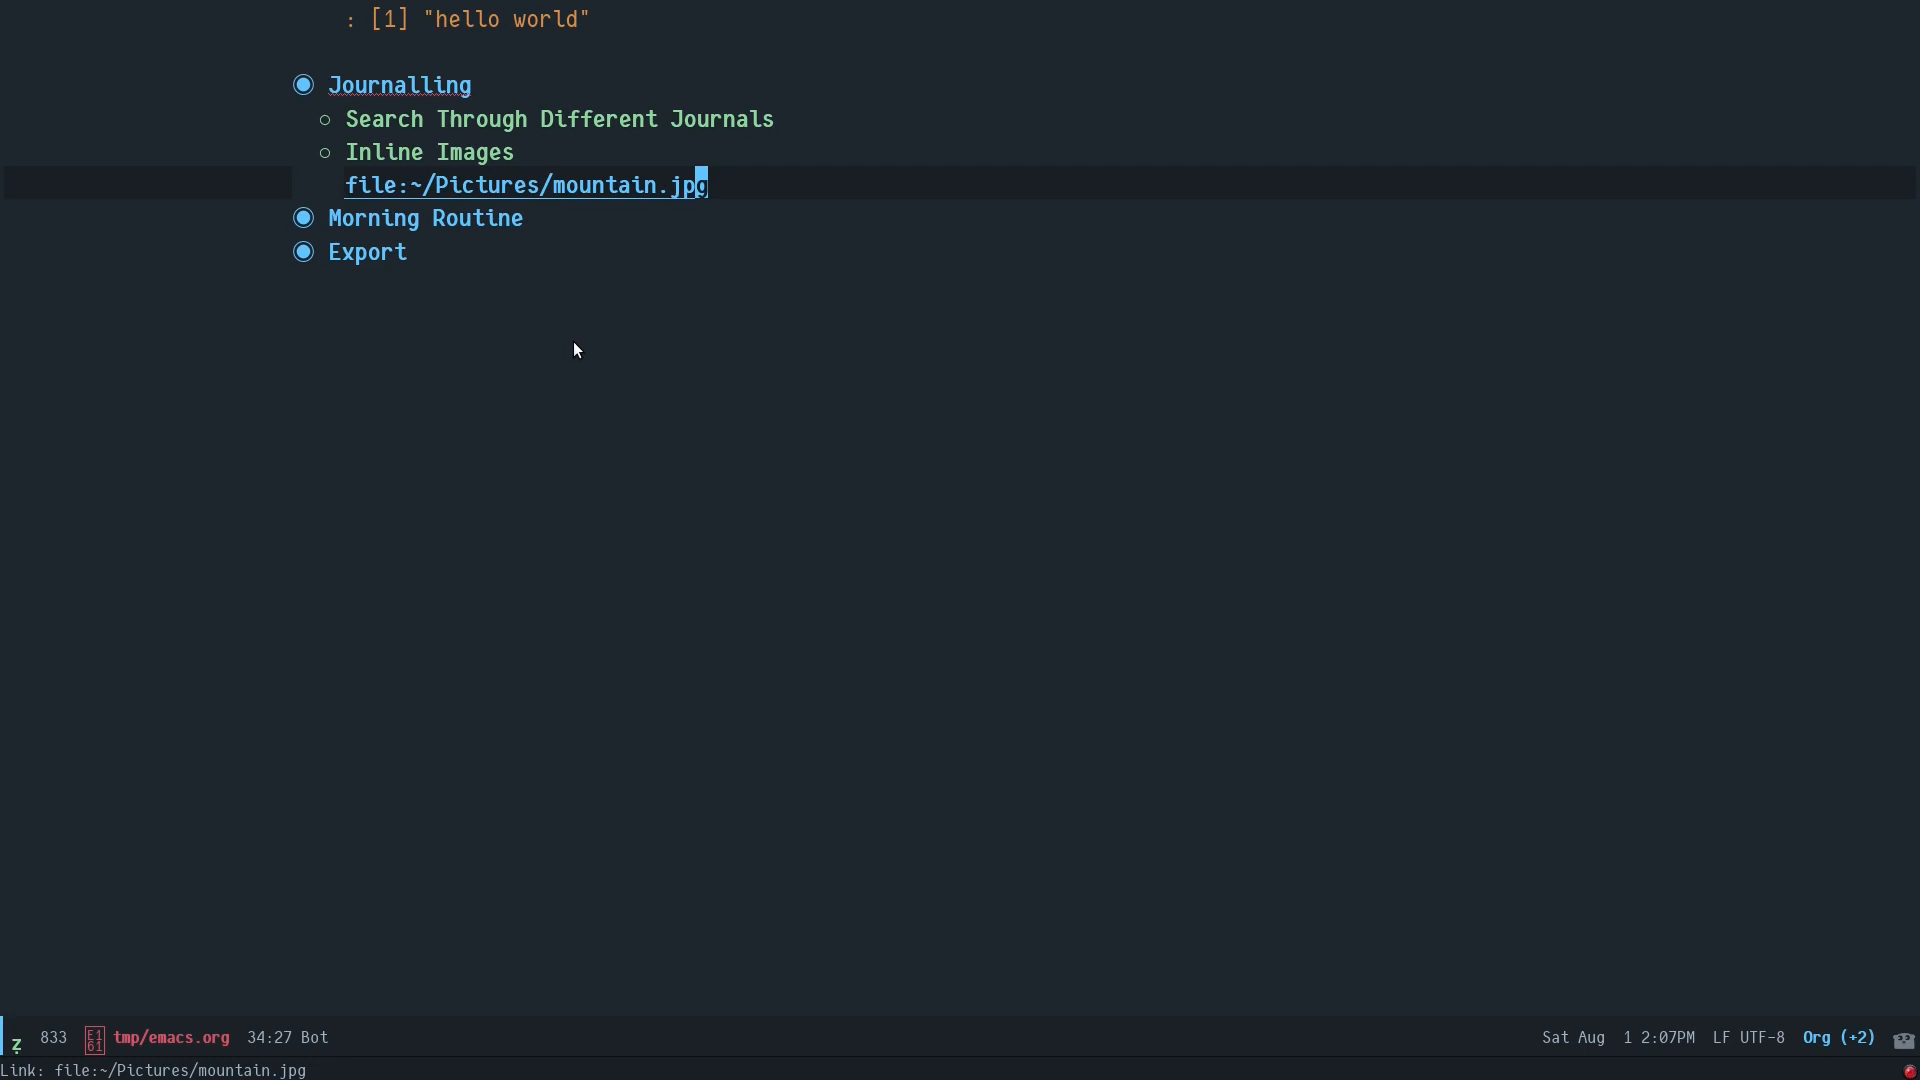 : [1] "hello world"
Journalling
Search Through Different Journals
Inline Images
file:~/Pictures/mountain.jpg
Morning Routine
Export
833 E161 tmp/emacs.org 34:27 Bot Sat Aug 1 2:07PM LF UTF-8 Org (+2)
Link: file:~/Pictures/mountain.jpg